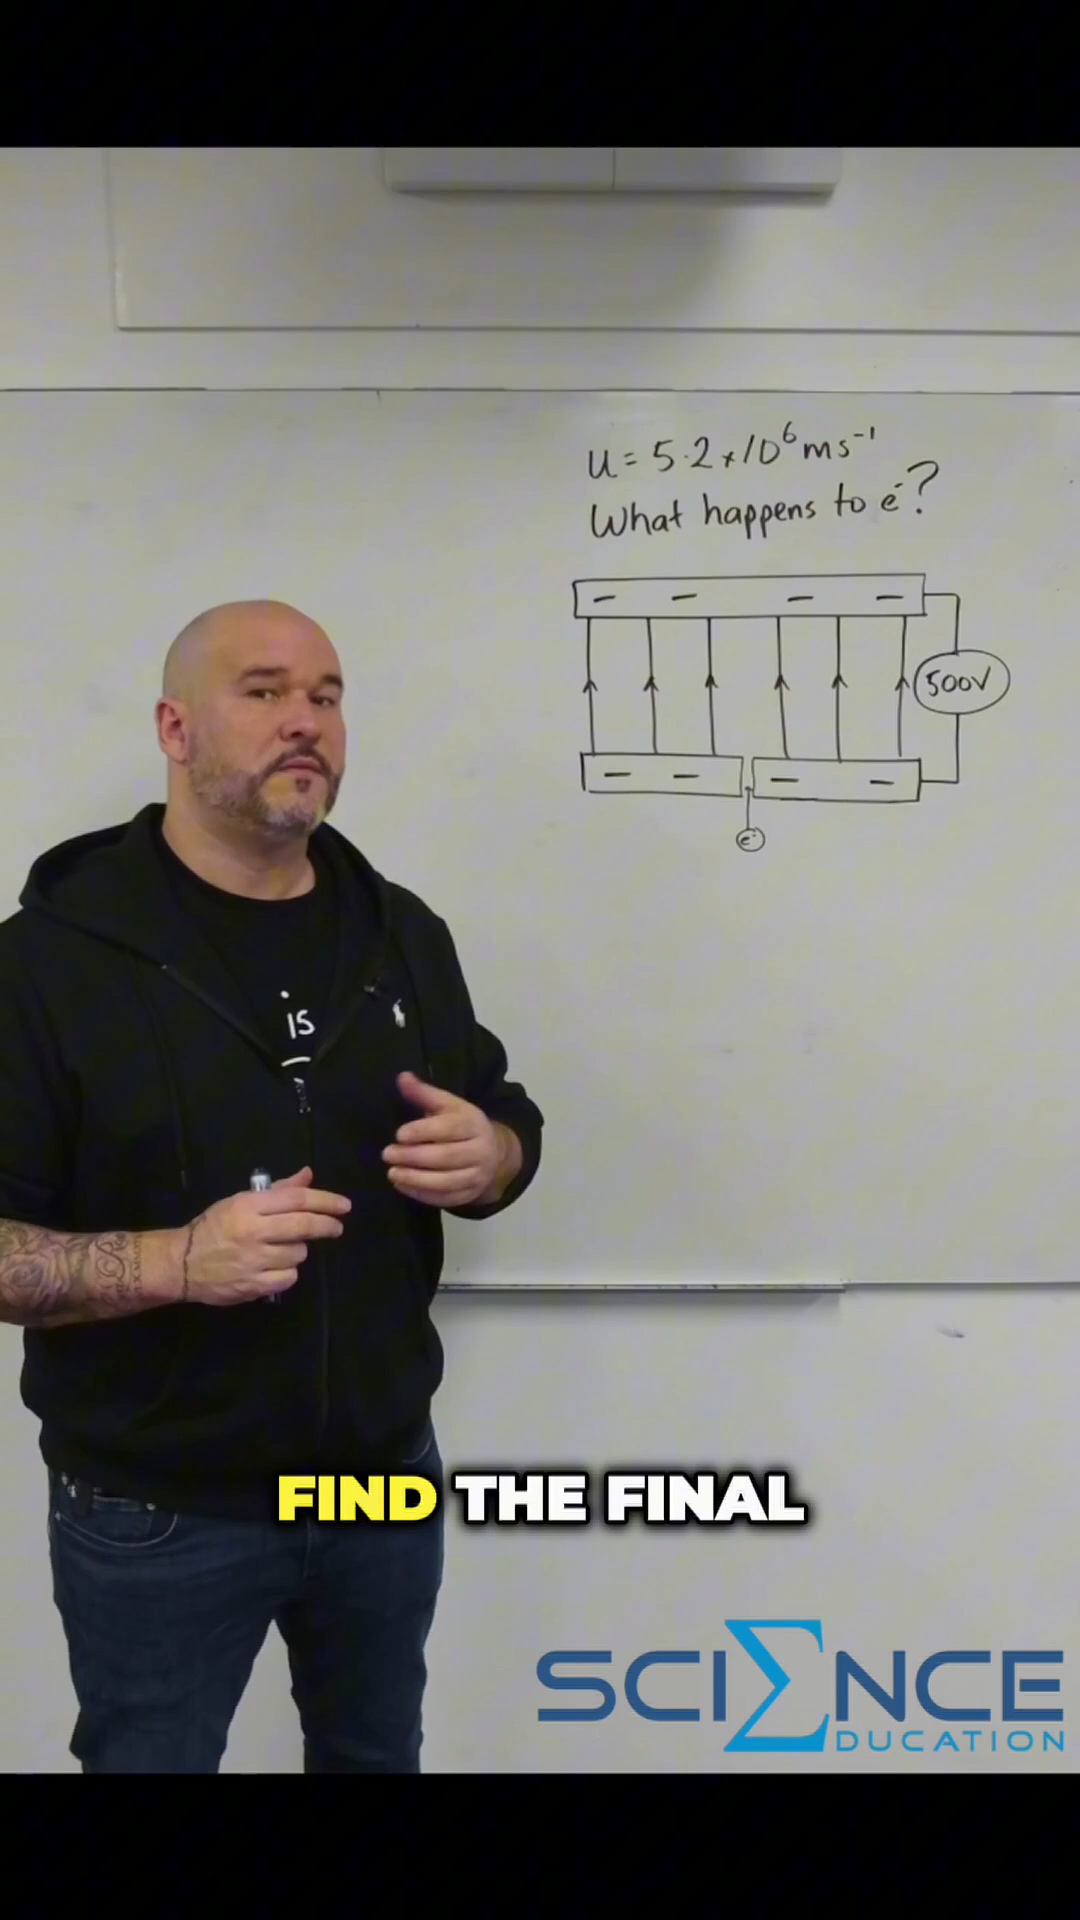 u = 5.2 × 10⁶ ms⁻¹
What happens to e⁻?
− − − −
500V
− − − −
e⁻
is
FIND THE FINAL
SCIΣNCE
DUCATION